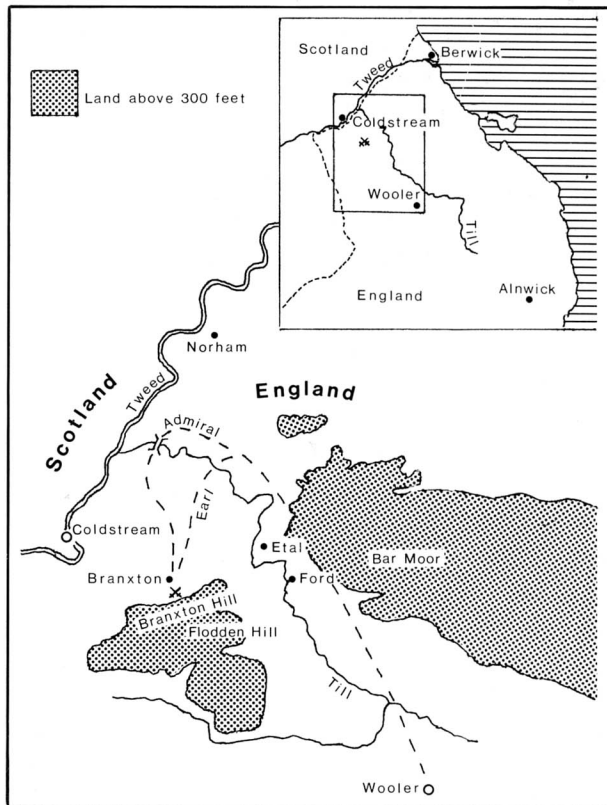 Land above 300 feet
Scotland
Berwick
Tweed
Coldstream
Wooler
Till
England
Alnwick
Norham
Tweed
Scotland
England
Admiral
Earl
Coldstream
Etal
Bar Moor
Branxton
Ford
Branxton Hill
Flodden Hill
Till
Wooler